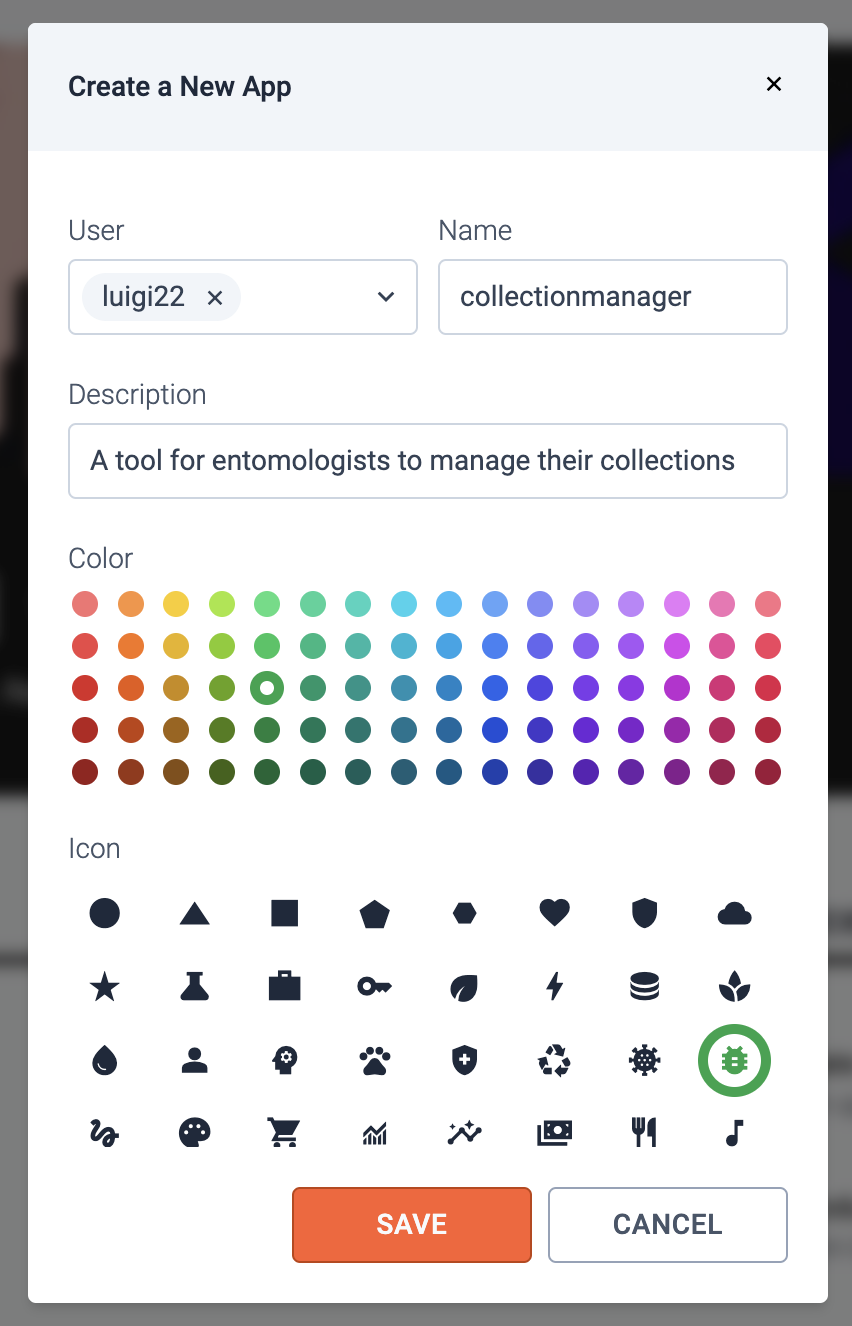 Create a New App
User
Name
luigi22
collectionmanager
Description
A tool for entomologists to manage their collections
Color
Icon
SAVE
CANCEL